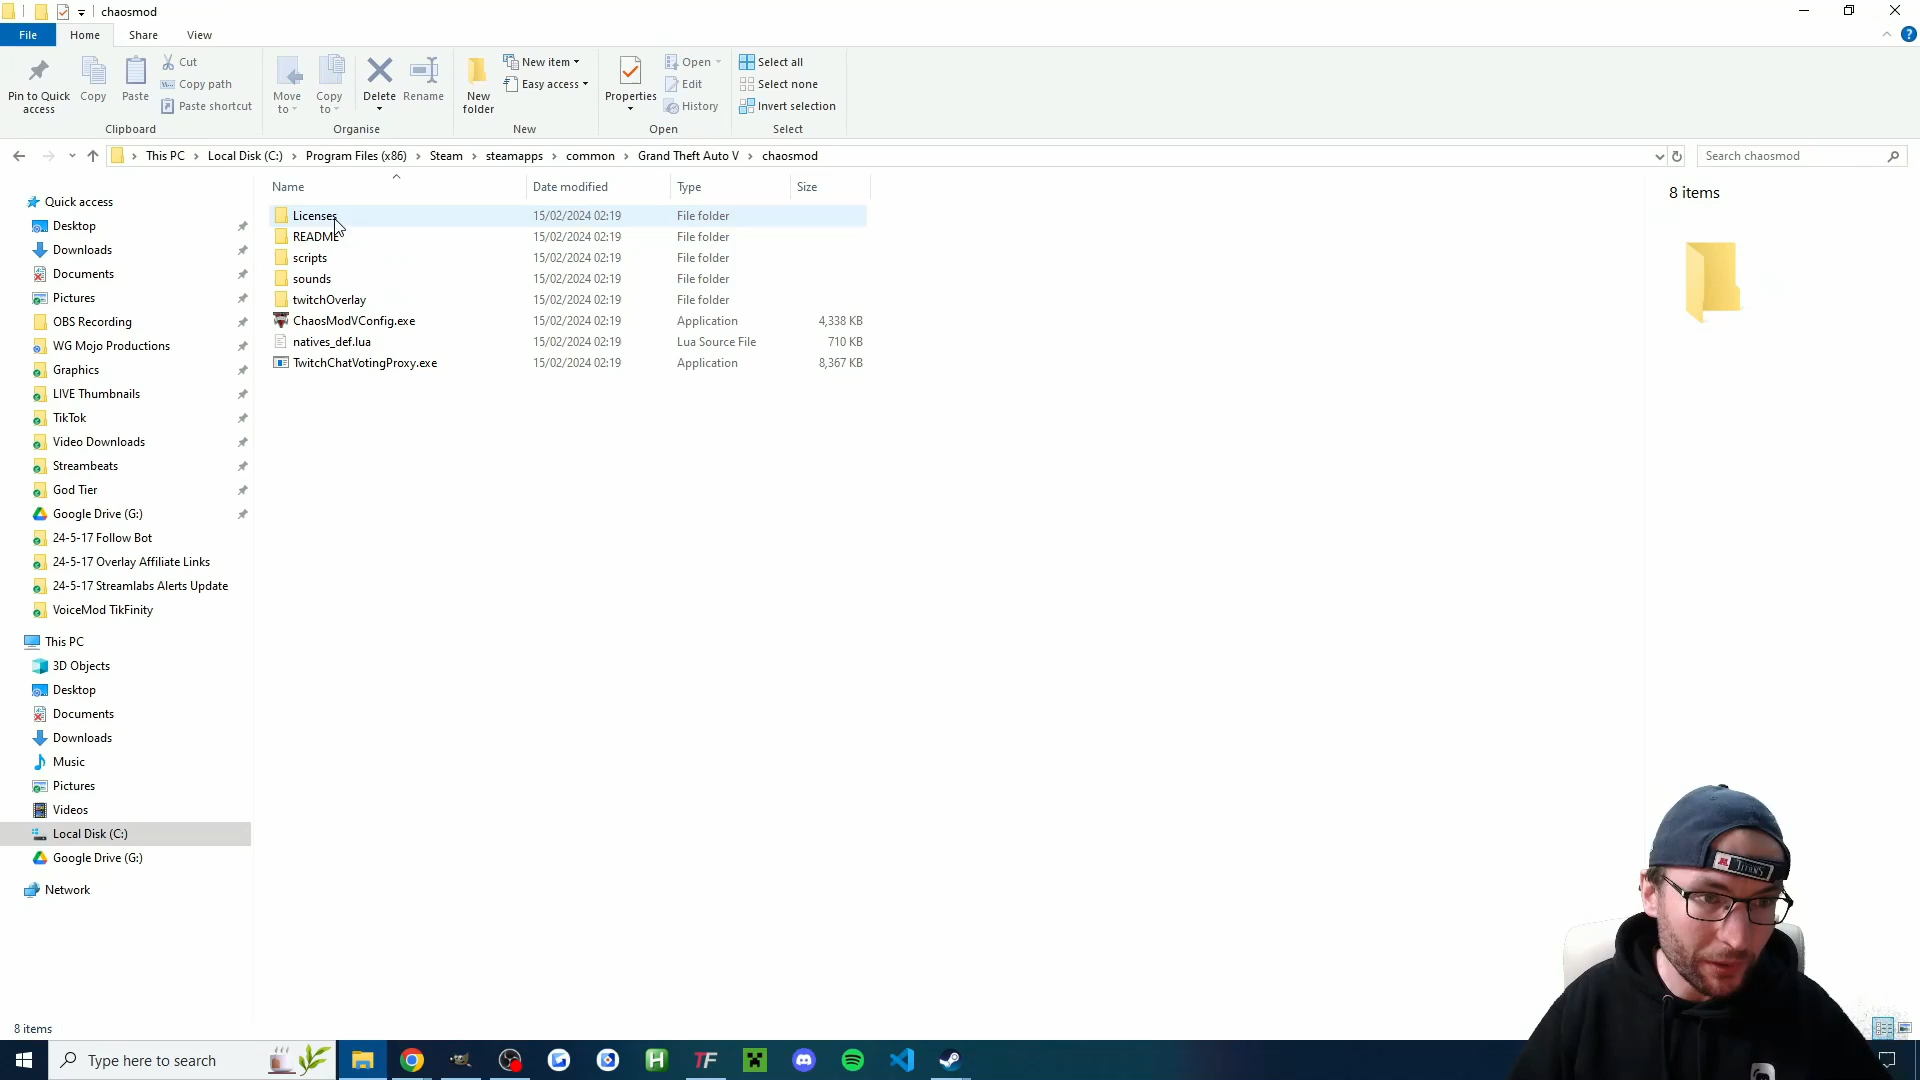 chaosmod
File Home Share View
Pin to Quick access
Copy
Paste
Cut
Copy path
Paste shortcut
Clipboard
Move to
Copy to
Delete
Rename
Organise
New folder
New item
Easy access
New
Properties
Open
Edit
History
Open
Select all
Select none
Invert selection
Select
This PC > Local Disk (C:) > Program Files (x86) > Steam > steamapps > common > Grand Theft Auto V > chaosmod
Search chaosmod
Name Date modified Type Size
Licenses 15/02/2024 02:19 File folder
README 15/02/2024 02:19 File folder
scripts 15/02/2024 02:19 File folder
sounds 15/02/2024 02:19 File folder
twitchOverlay 15/02/2024 02:19 File folder
ChaosModVConfig.exe 15/02/2024 02:19 Application 4,338 KB
natives_def.lua 15/02/2024 02:19 Lua Source File 710 KB
TwitchChatVotingProxy.exe 15/02/2024 02:19 Application 8,367 KB
8 items
Quick access
Desktop
Downloads
Documents
Pictures
OBS Recording
WG Mojo Productions
Graphics
LIVE Thumbnails
TikTok
Video Downloads
Streambeats
God Tier
Google Drive (G:)
24-5-17 Follow Bot
24-5-17 Overlay Affiliate Links
24-5-17 Streamlabs Alerts Update
VoiceMod TikFinity
This PC
3D Objects
Desktop
Documents
Downloads
Music
Pictures
Videos
Local Disk (C:)
Google Drive (G:)
Network
8 items
Type here to search
H
TF